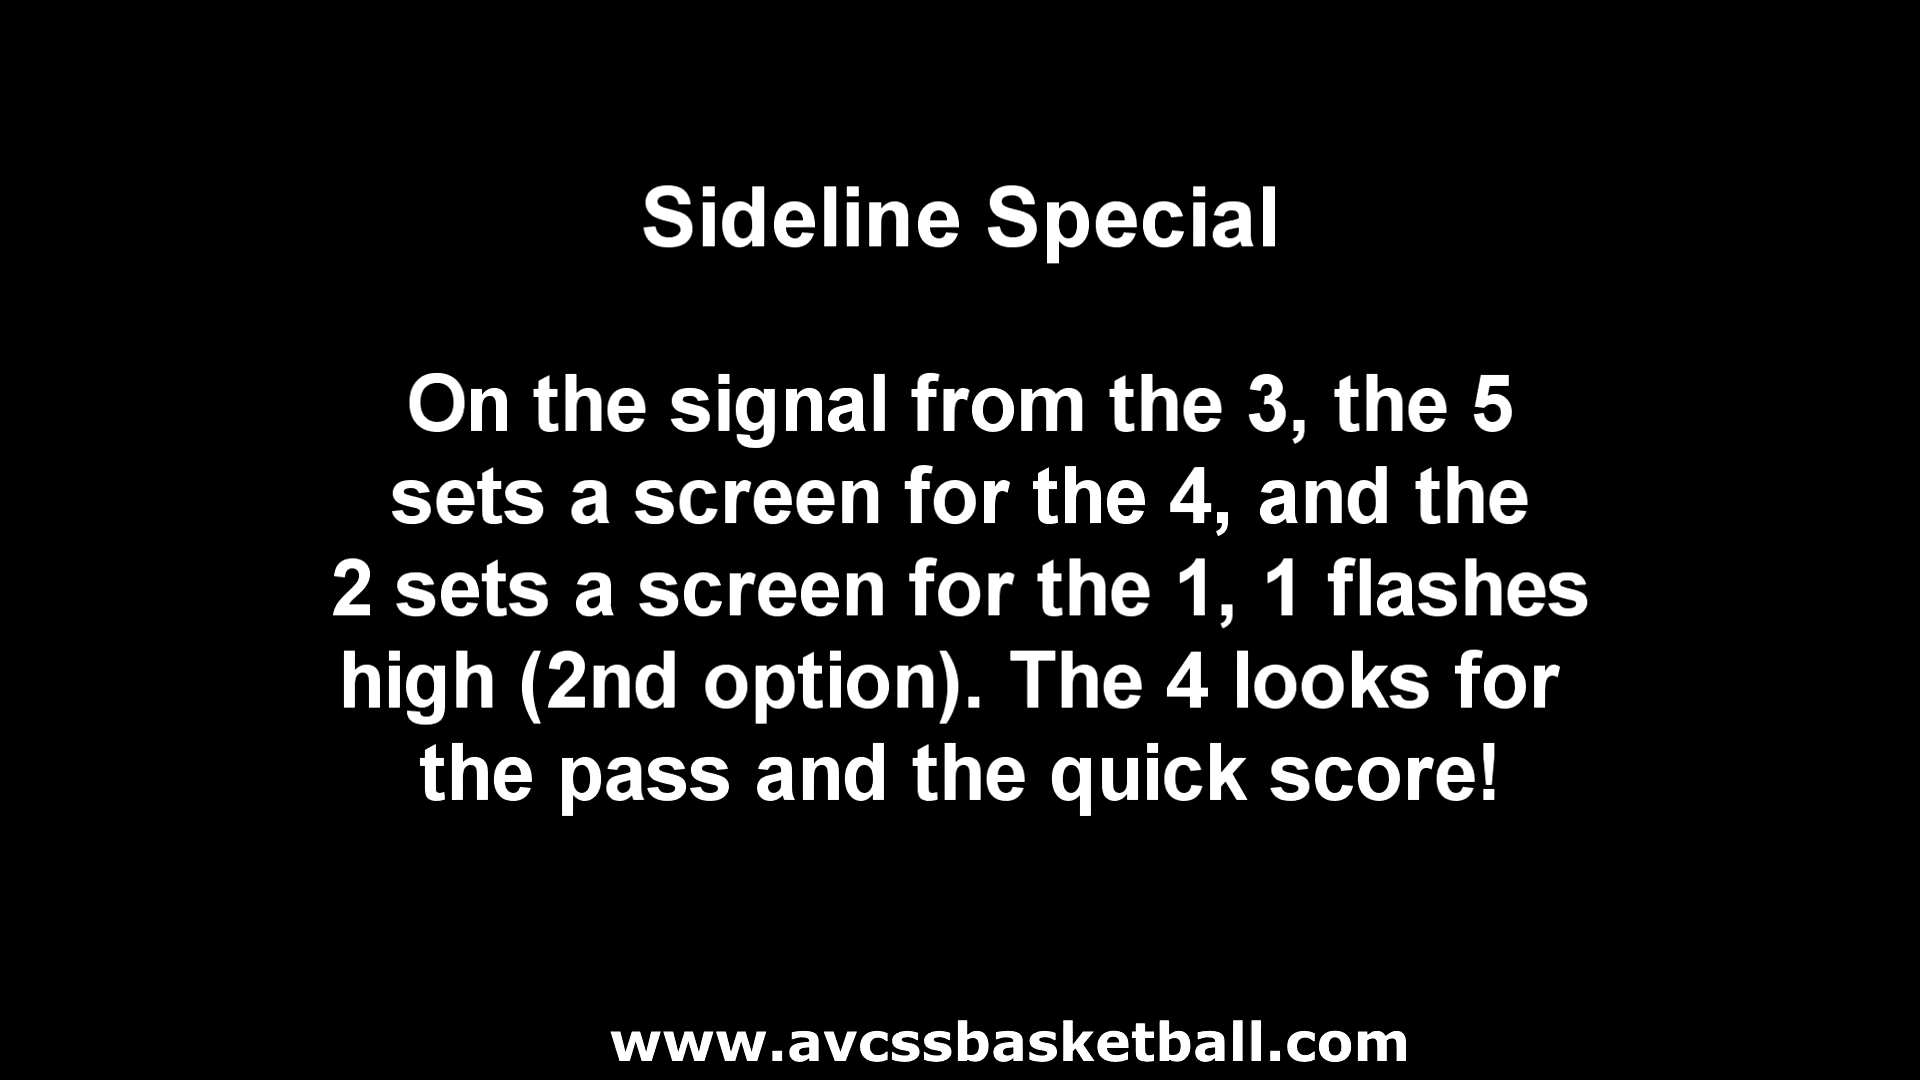 Sideline Special
On the signal from the 3, the 5
sets a screen for the 4, and the
2 sets a screen for the 1, 1 flashes
high (2nd option). The 4 looks for
the pass and the quick score!
www.avcssbasketball.com